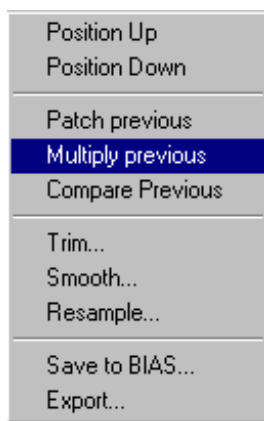 Position Up
Position Down
Patch previous
Multiply previous
Compare Previous
Trim...
Smooth...
Resample...
Save to BIAS...
Export...